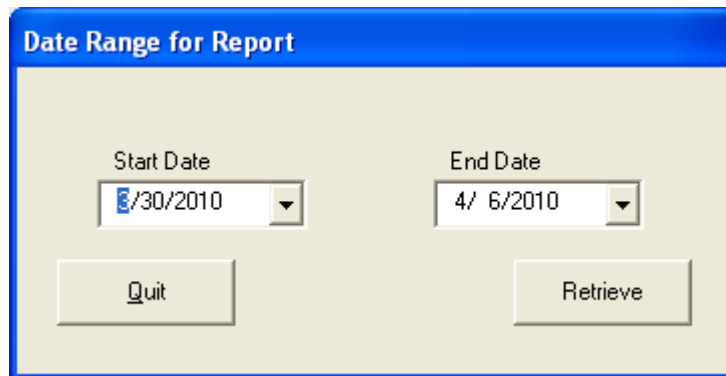 Date Range for Report
Start Date End Date
3/30/2010 4/ 6/2010
Quit Retrieve